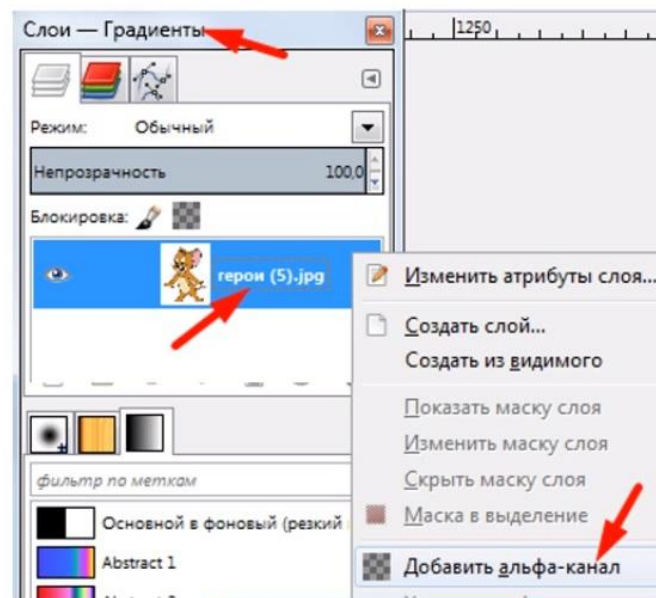 Слои — Градиенты
1250
Режим: Обычный
Непрозрачность 100,0
Блокировка:
герои (5).jpg
Изменить атрибуты слоя...
Создать слой...
Создать из видимого
Показать маску слоя
Изменить маску слоя
Скрыть маску слоя
Маска в выделение
Добавить альфа-канал
фильтр по меткам
Основной в фоновый (резкий
Abstract 1